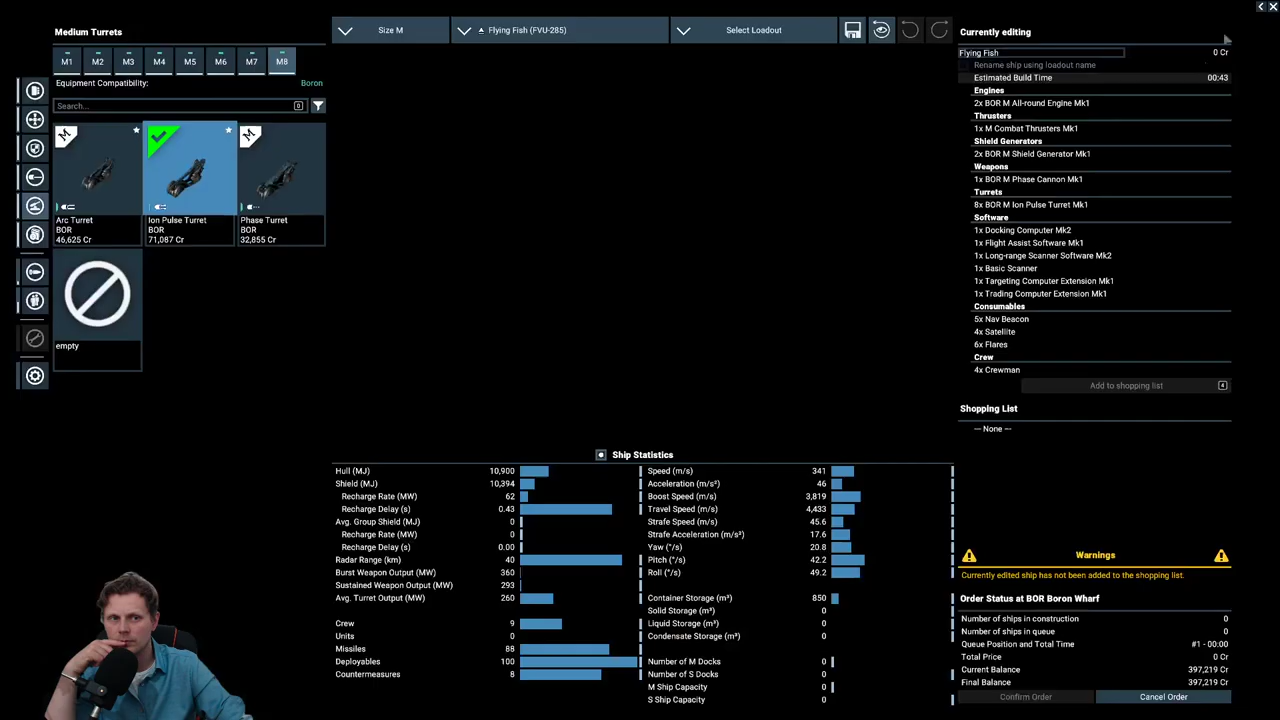 Medium Turrets
M1 M2 M3 M4 M5 M6 M7 M8
Equipment Compatibility: Boron
Search...
0
M M
Arc Turret
BOR
46,625 Cr
Ion Pulse Turret
BOR
71,087 Cr
Phase Turret
BOR
32,855 Cr
empty
Size M
Flying Fish (FVU-285)
Select Loadout
Ship Statistics
Hull (MJ) 10,900
Shield (MJ) 10,394
Recharge Rate (MW) 62
Recharge Delay (s) 0.43
Avg. Group Shield (MJ) 0
Recharge Rate (MW) 0
Recharge Delay (s) 0.00
Radar Range (km) 40
Burst Weapon Output (MW) 360
Sustained Weapon Output (MW) 293
Avg. Turret Output (MW) 260
Crew 9
Units 0
Missiles 88
Deployables 100
Countermeasures 8
Speed (m/s) 341
Acceleration (m/s²) 46
Boost Speed (m/s) 3,819
Travel Speed (m/s) 4,433
Strafe Speed (m/s) 45.6
Strafe Acceleration (m/s²) 17.6
Yaw (°/s) 20.8
Pitch (°/s) 42.2
Roll (°/s) 49.2
Container Storage (m³) 850
Solid Storage (m³) 0
Liquid Storage (m³) 0
Condensate Storage (m³) 0
Number of M Docks 0
Number of S Docks 0
M Ship Capacity 0
S Ship Capacity 0
Currently editing
Flying Fish 0 Cr
Rename ship using loadout name
Estimated Build Time 00:43
Engines
2x BOR M All-round Engine Mk1
Thrusters
1x M Combat Thrusters Mk1
Shield Generators
2x BOR M Shield Generator Mk1
Weapons
1x BOR M Phase Cannon Mk1
Turrets
8x BOR M Ion Pulse Turret Mk1
Software
1x Docking Computer Mk2
1x Flight Assist Software Mk1
1x Long-range Scanner Software Mk2
1x Basic Scanner
1x Targeting Computer Extension Mk1
1x Trading Computer Extension Mk1
Consumables
5x Nav Beacon
4x Satellite
6x Flares
Crew
4x Crewman
Add to shopping list
4
Shopping List
--- None ---
Warnings
Currently edited ship has not been added to the shopping list.
Order Status at BOR Boron Wharf
Number of ships in construction 0
Number of ships in queue 0
Queue Position and Total Time #1 - 00:00
Total Price 0 Cr
Current Balance 397,219 Cr
Final Balance 397,219 Cr
Confirm Order
Cancel Order